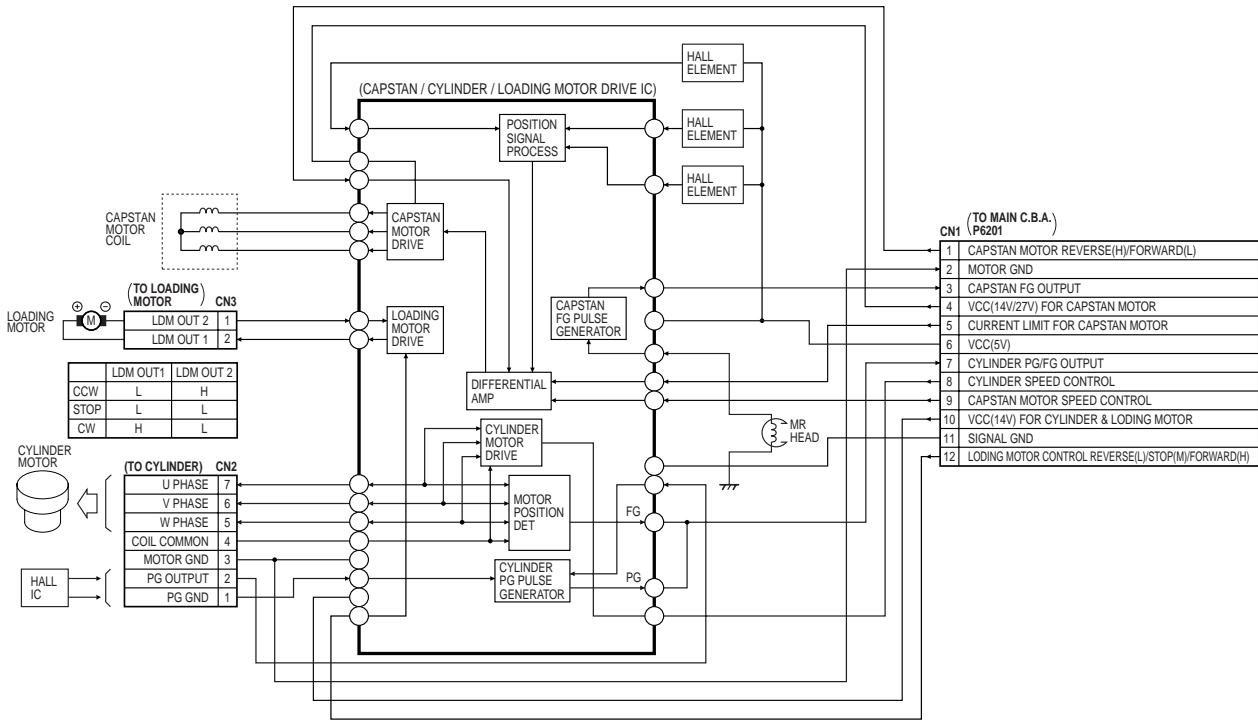 HALL
ELEMENT
(CAPSTAN / CYLINDER / LOADING MOTOR DRIVE IC)
POSITION
SIGNAL
PROCESS
HALL
ELEMENT
HALL
ELEMENT
CAPSTAN
MOTOR
COIL
CAPSTAN
MOTOR
DRIVE
(TO LOADING
MOTOR) CN3
LOADING
MOTOR
⊕ M ⊖
LDM OUT 2 1
LDM OUT 1 2
LOADING
MOTOR
DRIVE
CAPSTAN
FG PULSE
GENERATOR
DIFFERENTIAL
AMP
MR
HEAD
LDM OUT1 LDM OUT 2
CCW L H
STOP L L
CW H L
CYLINDER
MOTOR
(TO CYLINDER) CN2
U PHASE 7
V PHASE 6
W PHASE 5
COIL COMMON 4
MOTOR GND 3
PG OUTPUT 2
PG GND 1
HALL
IC
CYLINDER
MOTOR
DRIVE
MOTOR
POSITION
DET
FG
CYLINDER
PG PULSE
GENERATOR
PG
CN1 (TO MAIN C.B.A.
P6201)
1 CAPSTAN MOTOR REVERSE(H)/FORWARD(L)
2 MOTOR GND
3 CAPSTAN FG OUTPUT
4 VCC(14V/27V) FOR CAPSTAN MOTOR
5 CURRENT LIMIT FOR CAPSTAN MOTOR
6 VCC(5V)
7 CYLINDER PG/FG OUTPUT
8 CYLINDER SPEED CONTROL
9 CAPSTAN MOTOR SPEED CONTROL
10 VCC(14V) FOR CYLINDER & LODING MOTOR
11 SIGNAL GND
12 LODING MOTOR CONTROL REVERSE(L)/STOP(M)/FORWARD(H)